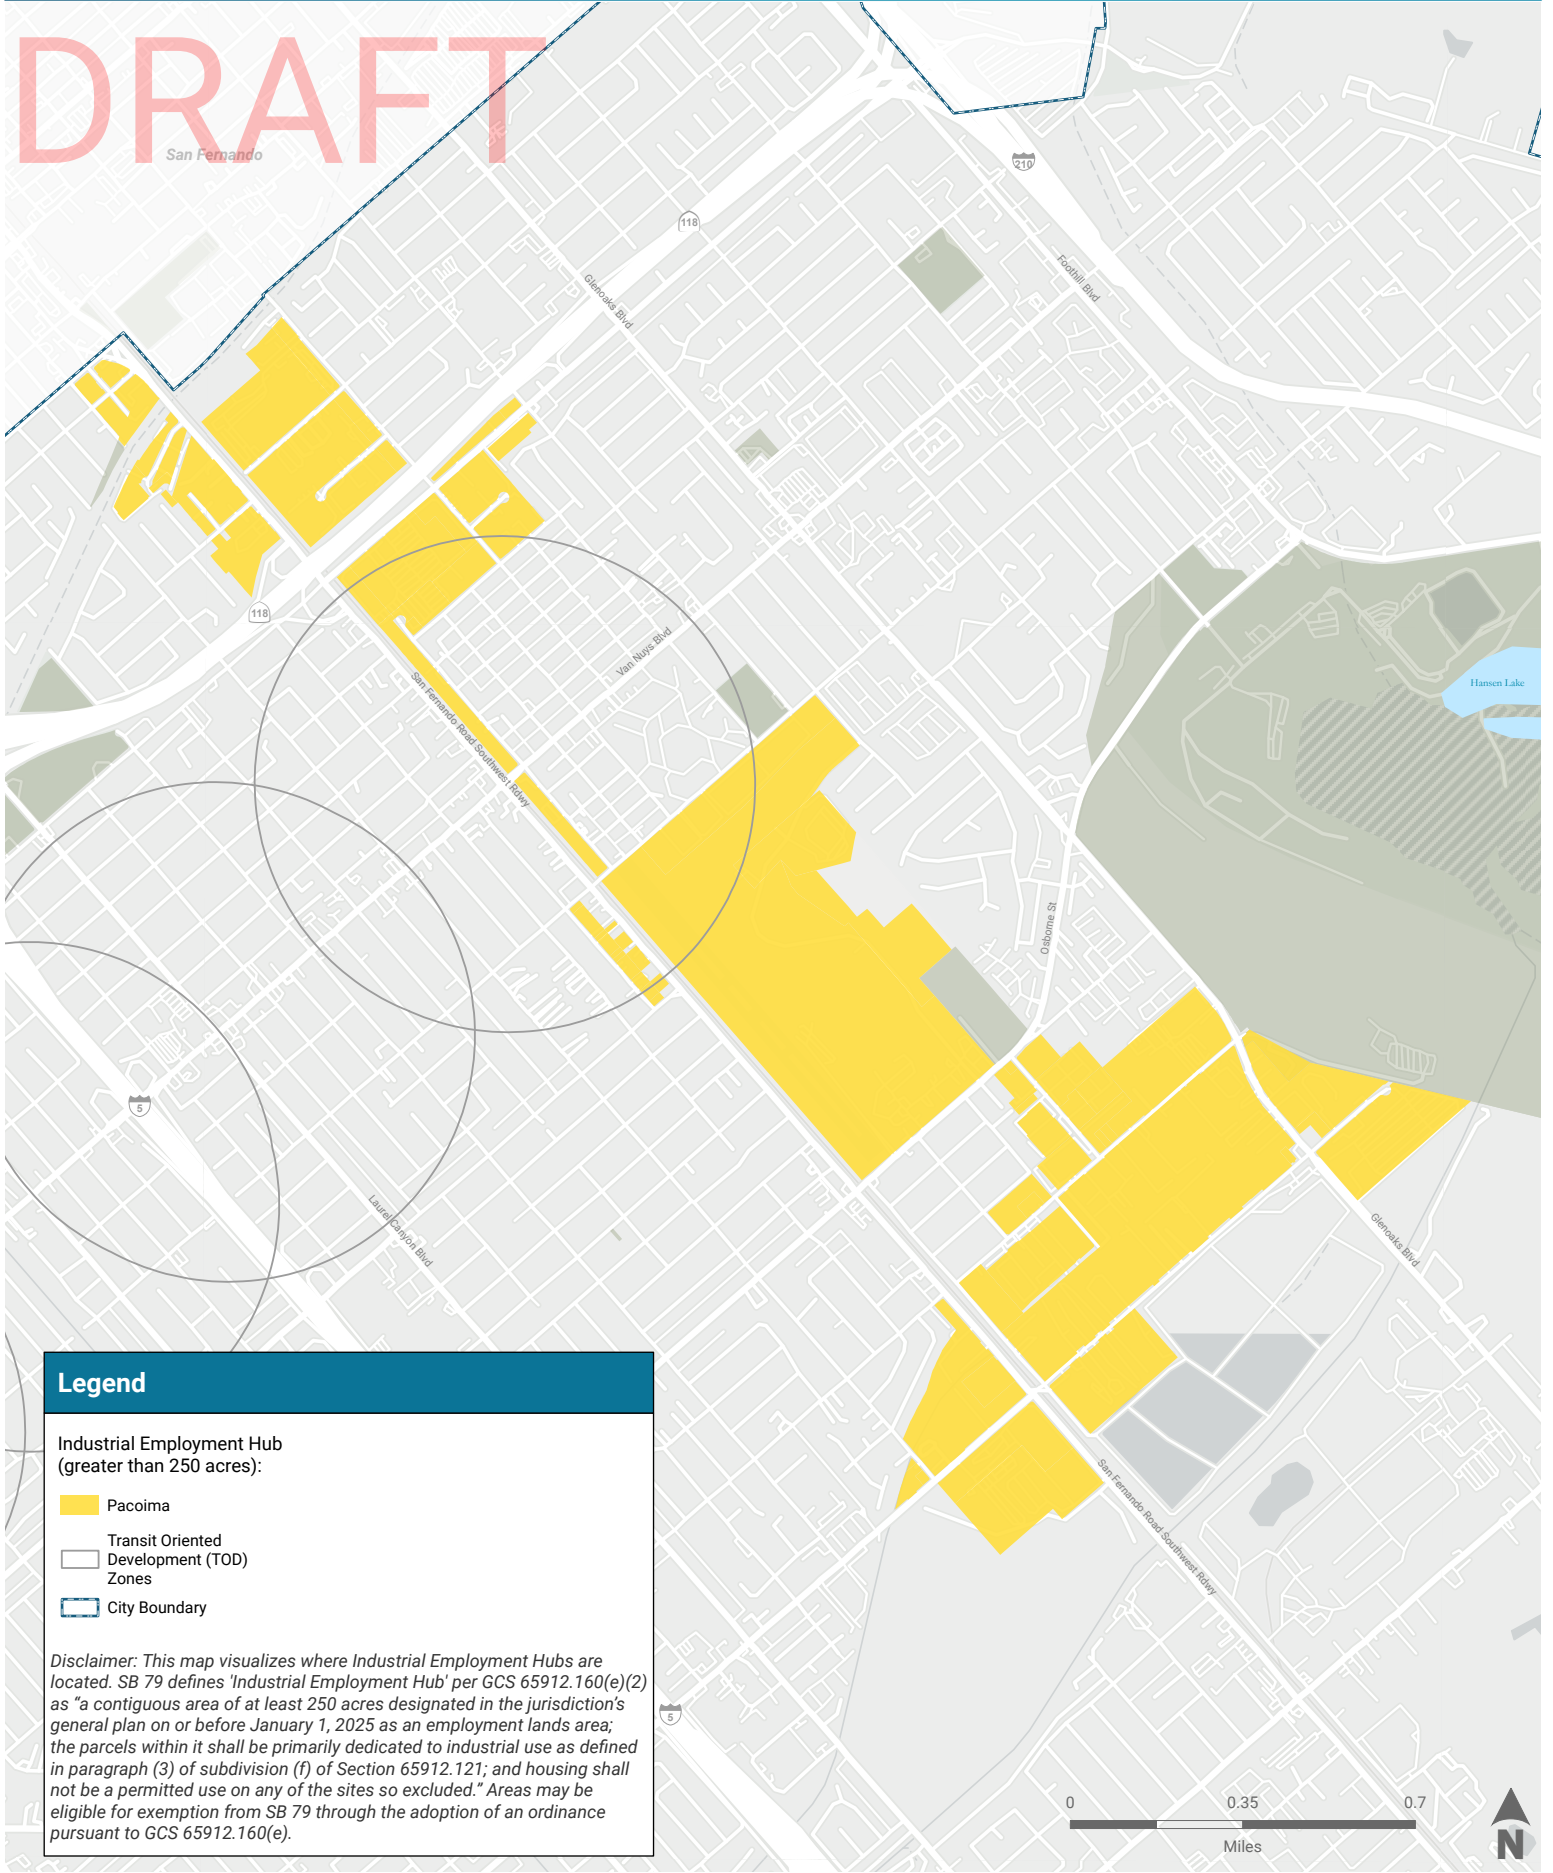 DRAFT
San Fernando
210
118
Foothill Blvd
Glenoaks Blvd
118
Van Nuys Blvd
Hansen Lake
San Fernando Road Southwest Rdwy
Osborne St
5
Laurel Canyon Blvd
Glenoaks Blvd
San Fernando Road Southwest Rdwy
5
Legend
Industrial Employment Hub
(greater than 250 acres):
Pacoima
Transit Oriented
Development (TOD)
Zones
City Boundary
Disclaimer: This map visualizes where Industrial Employment Hubs are
located. SB 79 defines 'Industrial Employment Hub' per GCS 65912.160(e)(2)
as “a contiguous area of at least 250 acres designated in the jurisdiction’s
general plan on or before January 1, 2025 as an employment lands area;
the parcels within it shall be primarily dedicated to industrial use as defined
in paragraph (3) of subdivision (f) of Section 65912.121; and housing shall
not be a permitted use on any of the sites so excluded.” Areas may be
eligible for exemption from SB 79 through the adoption of an ordinance
pursuant to GCS 65912.160(e).
0 0.35 0.7
Miles
N